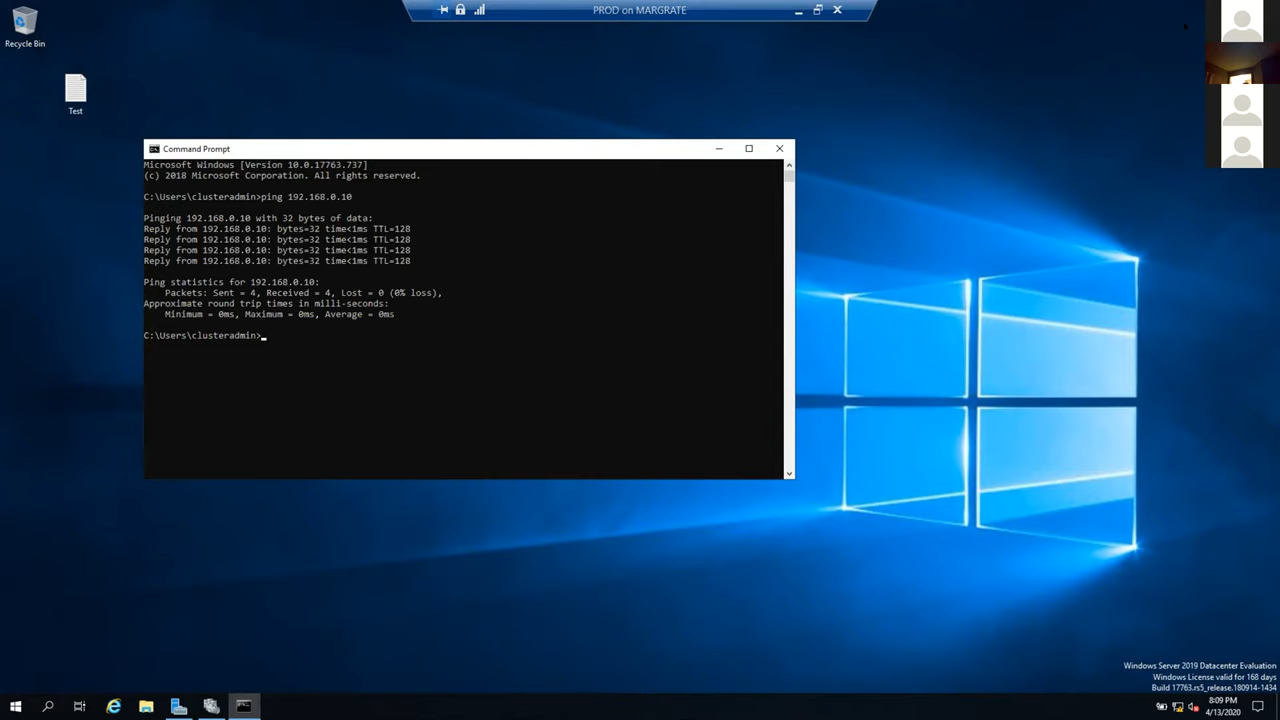 PROD on MARGRATE
Recycle Bin
Test
Command Prompt
Microsoft Windows [Version 10.0.17763.737]
(c) 2018 Microsoft Corporation. All rights reserved.
C:\Users\clusteradmin>ping 192.168.0.10
Pinging 192.168.0.10 with 32 bytes of data:
Reply from 192.168.0.10: bytes=32 time<1ms TTL=128
Reply from 192.168.0.10: bytes=32 time<1ms TTL=128
Reply from 192.168.0.10: bytes=32 time<1ms TTL=128
Reply from 192.168.0.10: bytes=32 time<1ms TTL=128
Ping statistics for 192.168.0.10:
Packets: Sent = 4, Received = 4, Lost = 0 (0% loss),
Approximate round trip times in milli-seconds:
Minimum = 0ms, Maximum = 0ms, Average = 0ms
C:\Users\clusteradmin>
Windows Server 2019 Datacenter Evaluation
Windows License valid for 168 days
Build 17763.rs5_release.180914-1434
8:09 PM
4/13/2020